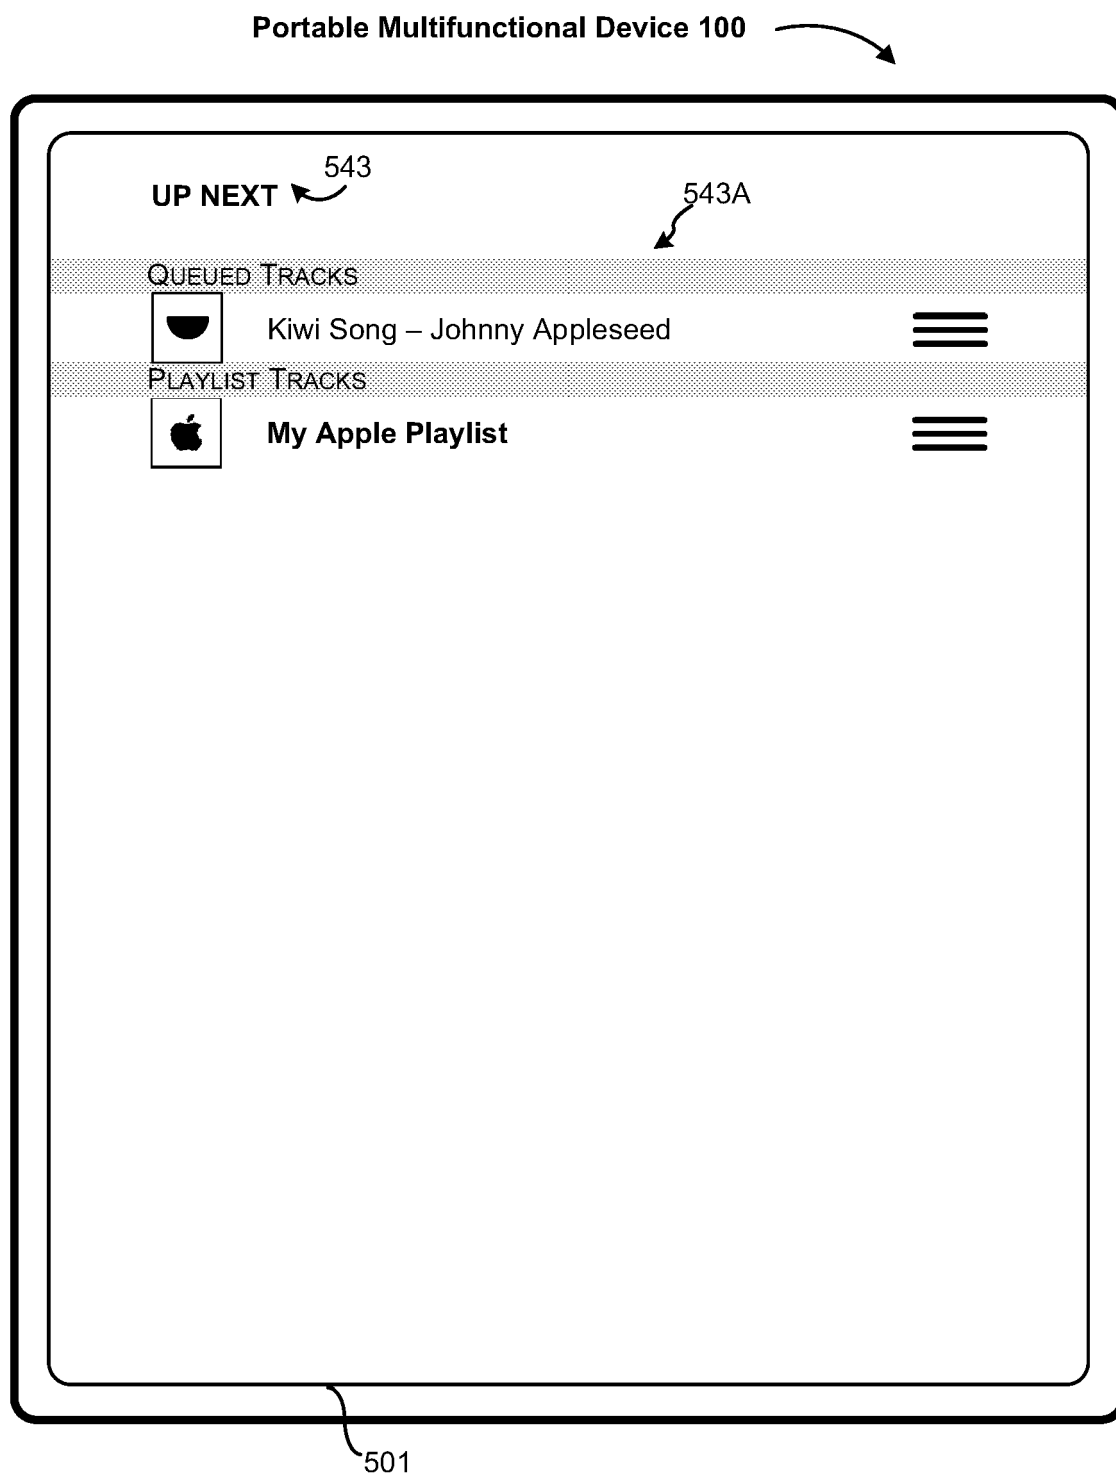 Portable Multifunctional Device 100
543
UP NEXT
543A
QUEUED TRACKS
Kiwi Song – Johnny Appleseed
PLAYLIST TRACKS
My Apple Playlist
501